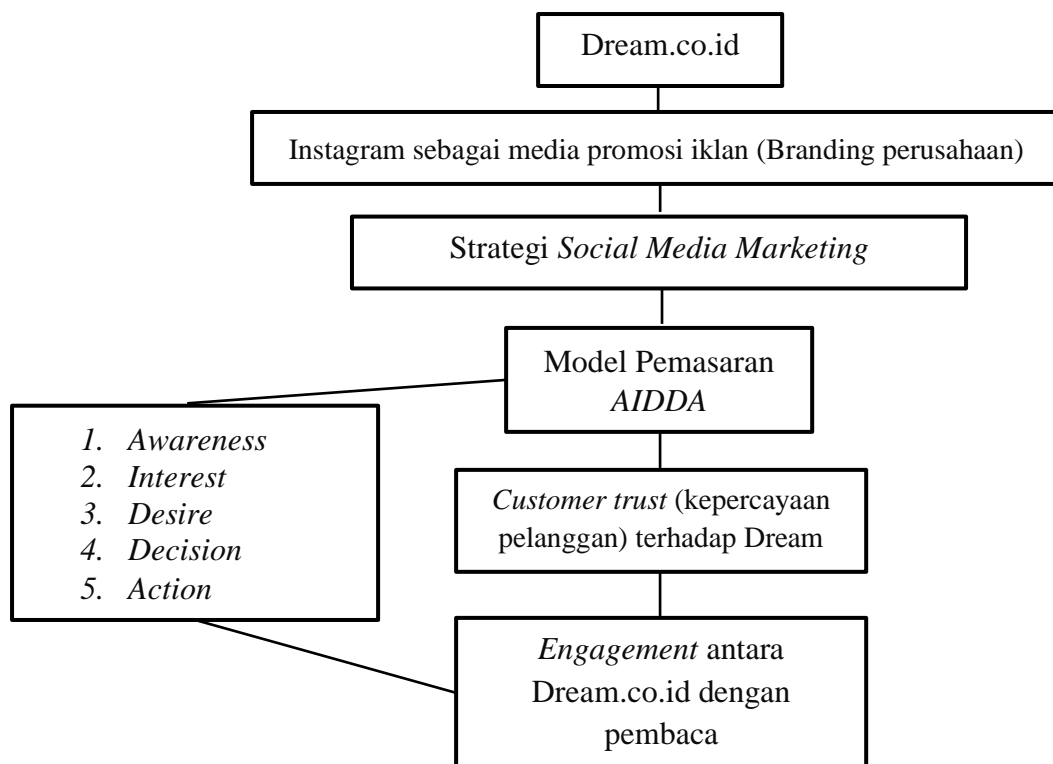 Dream.co.id
Instagram sebagai media promosi iklan (Branding perusahaan)
Strategi Social Media Marketing
Model Pemasaran
AIDDA
1. Awareness
2. Interest
3. Desire
4. Decision
5. Action
Customer trust (kepercayaan
pelanggan) terhadap Dream
Engagement antara
Dream.co.id dengan
pembaca